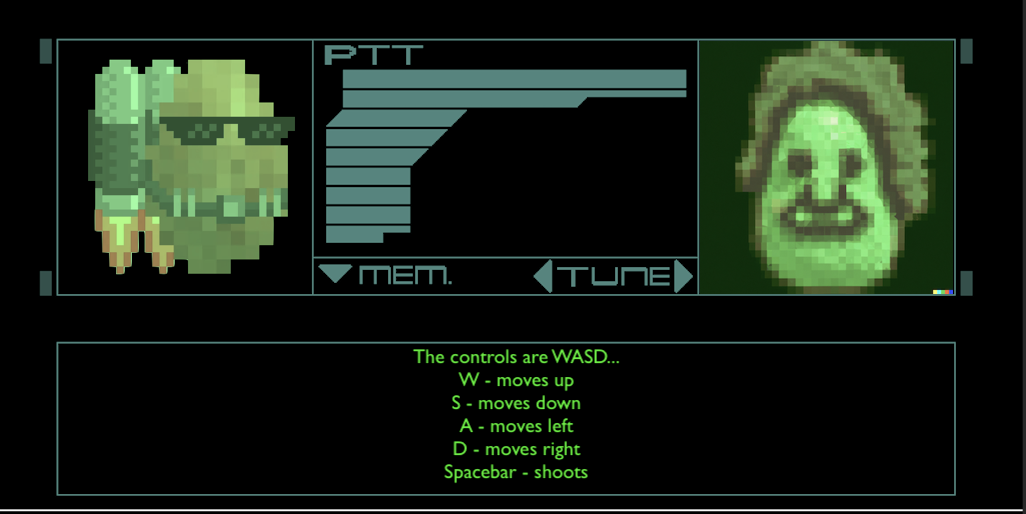 PTT
MEM.
TUNE
The controls are WASD...
W - moves up
S - moves down
A - moves left
D - moves right
Spacebar - shoots